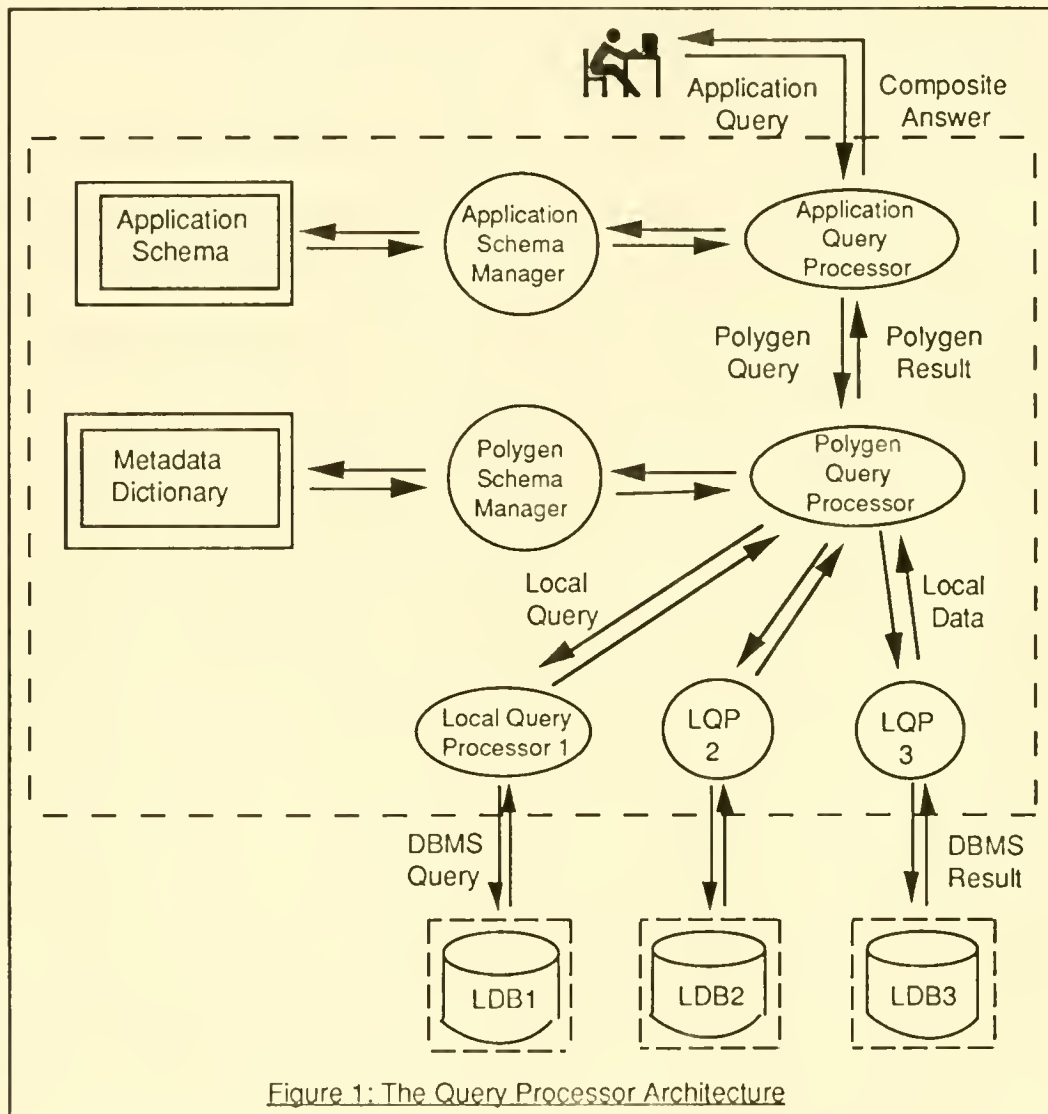 Application
Query
Composite
Answer
Application
Schema
Application
Schema
Manager
Application
Query
Processor
Polygen
Query
Polygen
Result
Metadada
Dictionary
Polygen
Schema
Manager
Polygen
Query
Processor
Local
Query
Local
Data
Local Query
Processor 1
LQP
2
LQP
3
DBMS
Query
DBMS
Result
LDB1
LDB2
LDB3
Figure 1: The Query Processor Architecture